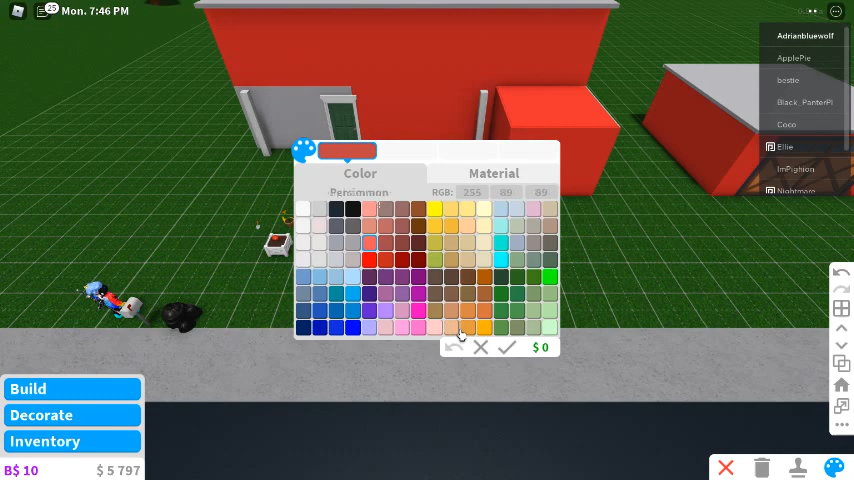 25 Mon. 7:46 PM
Adrianbluewolf
ApplePie
bestie
Black_PanterPl
Coco
Ellie
ImPighion
Nightmare
Color
Material
Persimmon
RGB: 255 89 89
$ 0
Build
Decorate
Inventory
B$ 10
$ 5 797